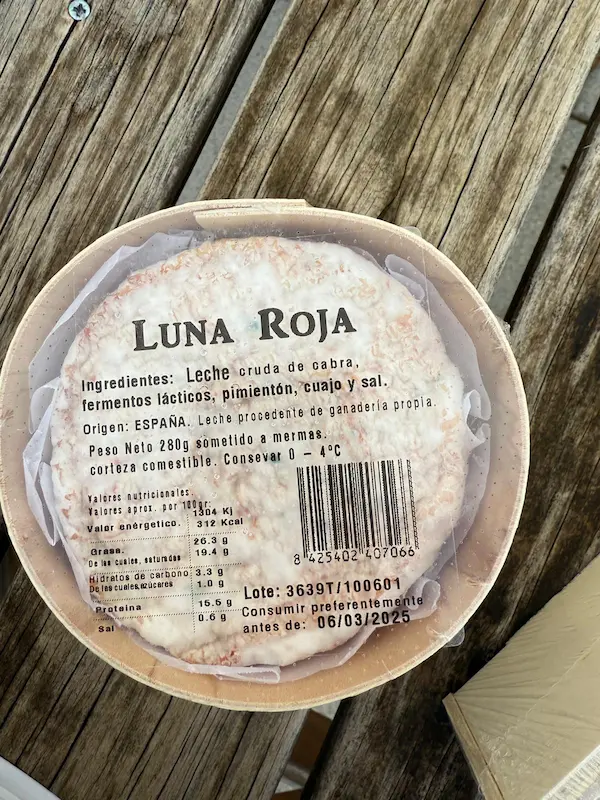 LUNA ROJA
Ingredientes: Leche cruda de cabra,
fermentos lácticos, pimientón, cuajo y sal.
Origen: ESPAÑA. Leche procedente de ganadería propia.
Peso Neto 280g sometido a mermas.
corteza comestible. Consevar 0 – 4ºC
Valores nutricionales.
Valores aprox. por 100gr:
1304 Kj
Valor enérgetico. 312 Kcal
Grasa. 26.3 g
De las cuales, saturadas 19.4 g
Hidratos de carbono 3.3 g
De las cuales, azúcares 1.0 g
Proteína 15.5 g
Sal 0.6 g
8 425402 407066
Lote: 3639T/100601
Consumir preferentemente
antes de: 06/03/2025